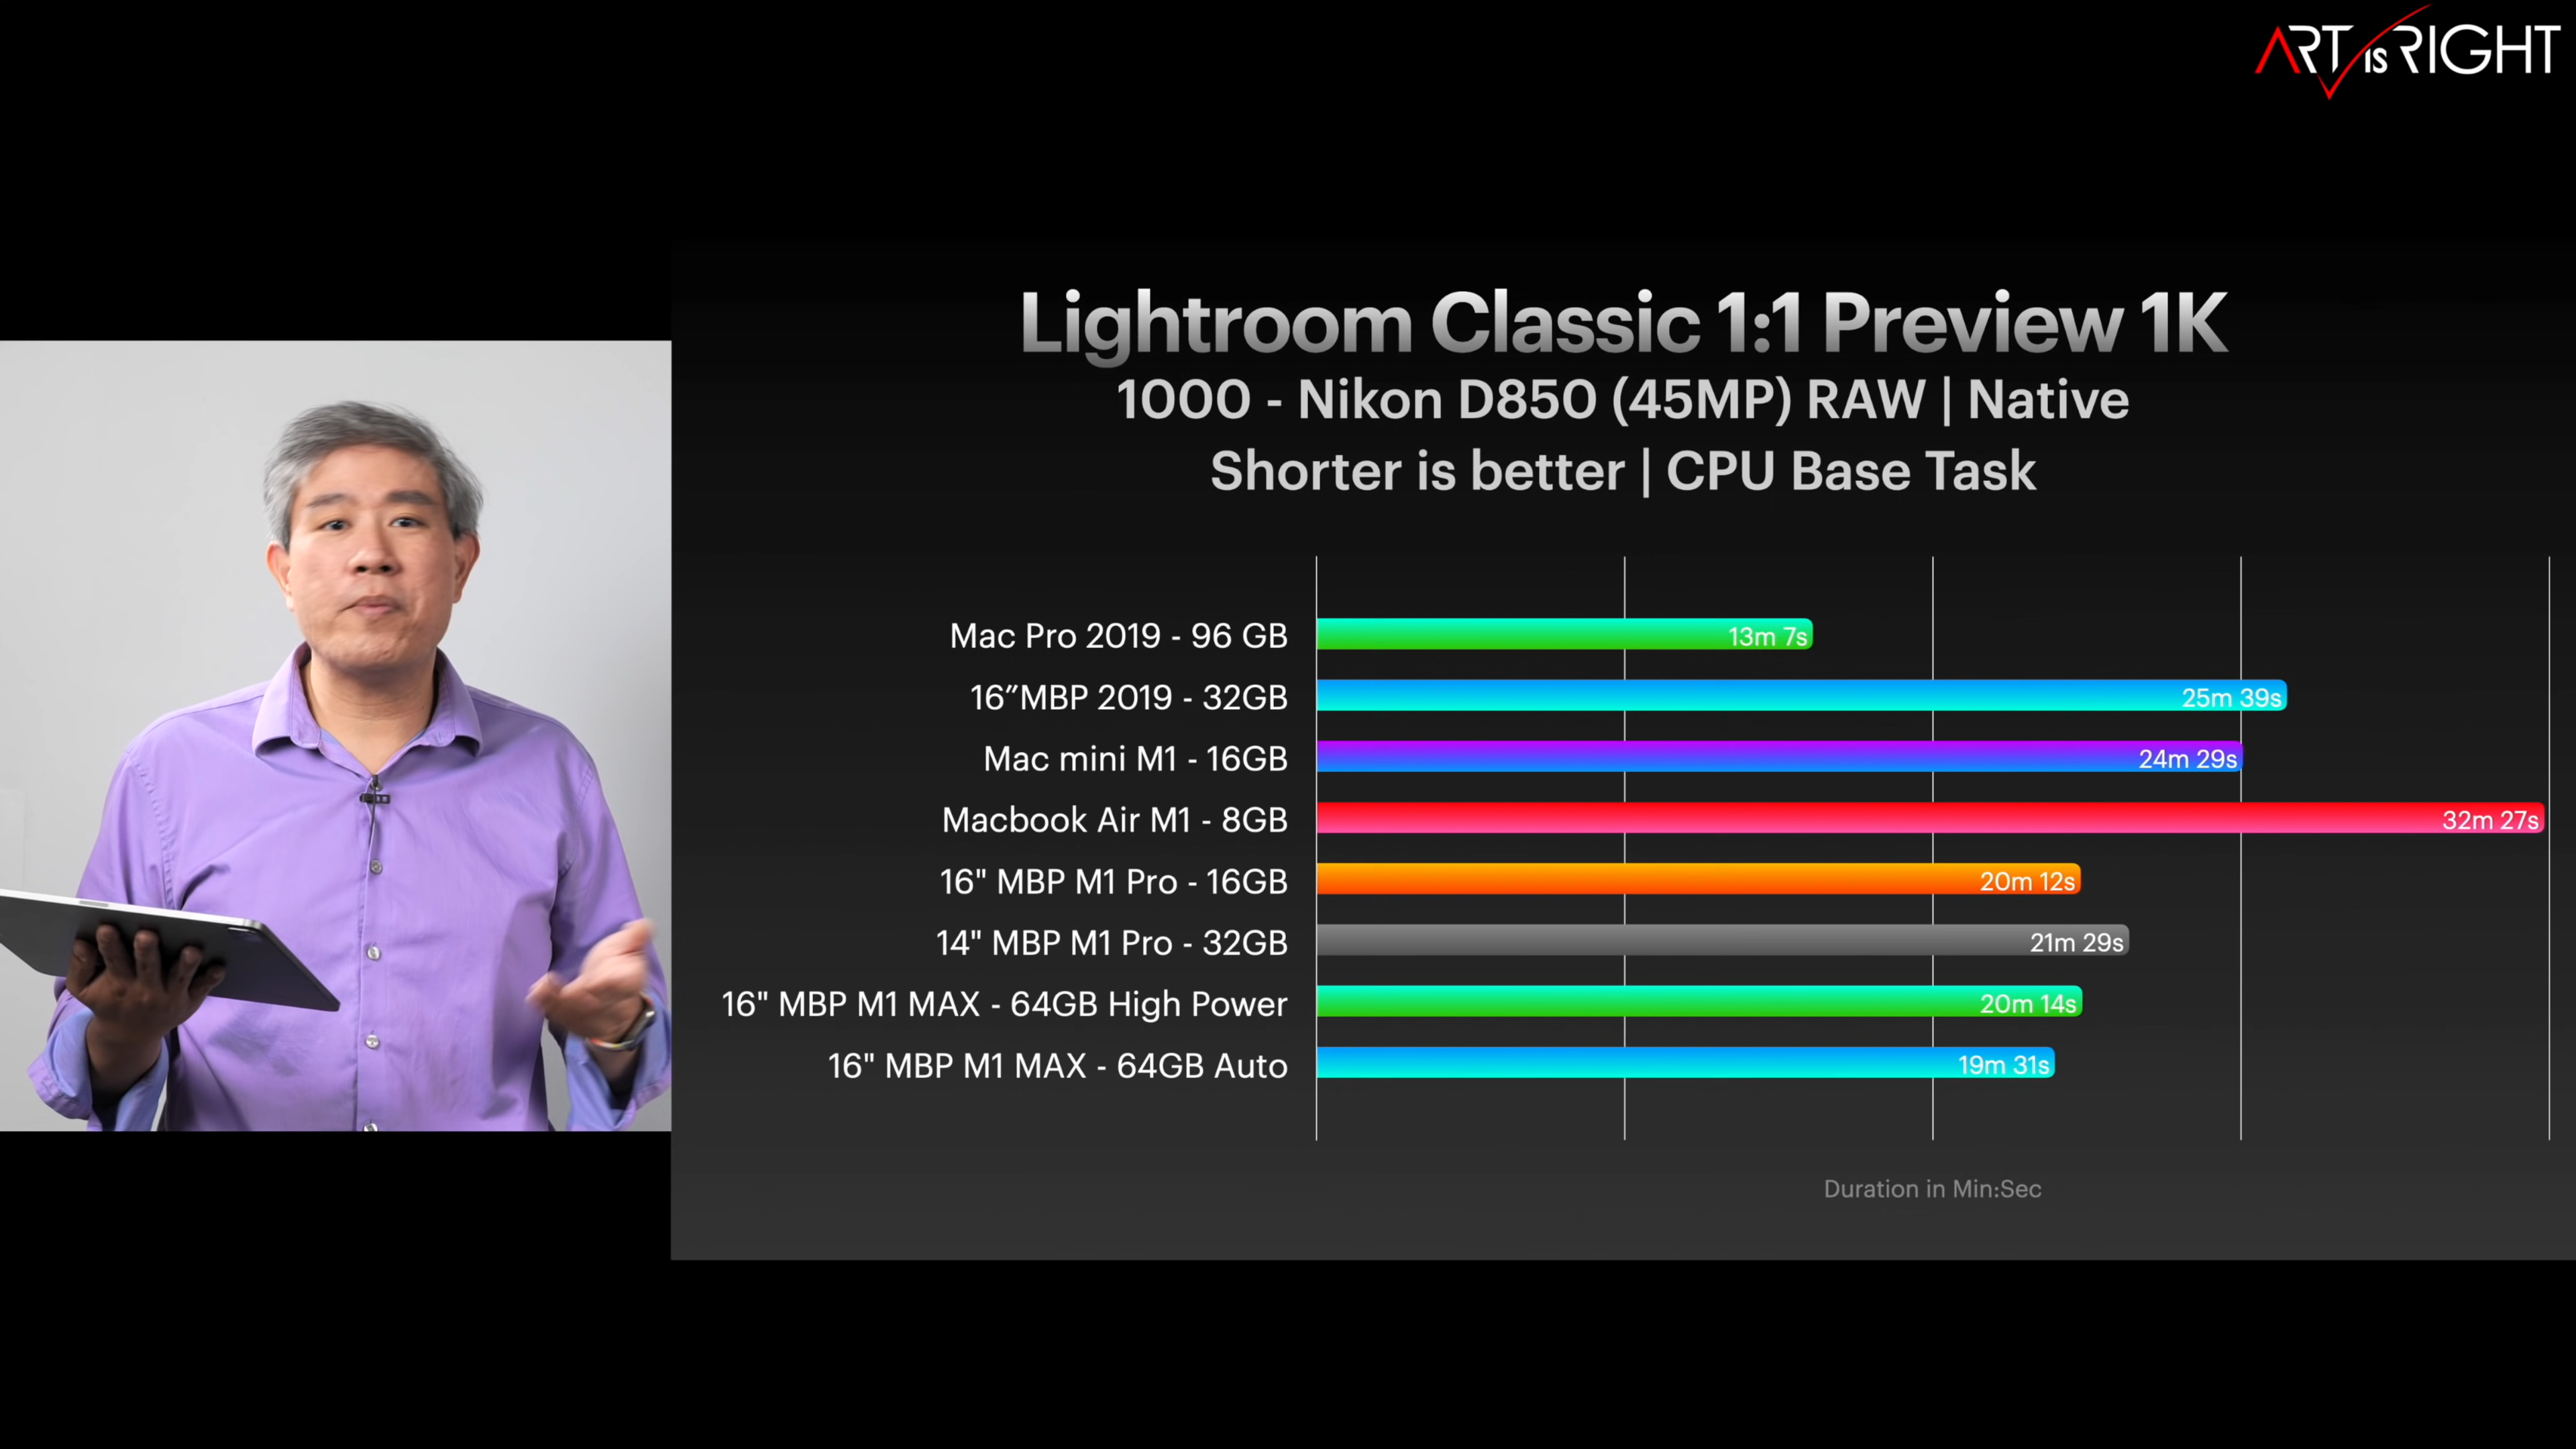 ART IS RIGHT
Lightroom Classic 1:1 Preview 1K
1000 - Nikon D850 (45MP) RAW | Native
Shorter is better | CPU Base Task
Mac Pro 2019 - 96 GB 13m 7s
16″MBP 2019 - 32GB 25m 39s
Mac mini M1 - 16GB 24m 29s
Macbook Air M1 - 8GB 32m 27s
16" MBP M1 Pro - 16GB 20m 12s
14" MBP M1 Pro - 32GB 21m 29s
16" MBP M1 MAX - 64GB High Power 20m 14s
16" MBP M1 MAX - 64GB Auto 19m 31s
Duration in Min:Sec